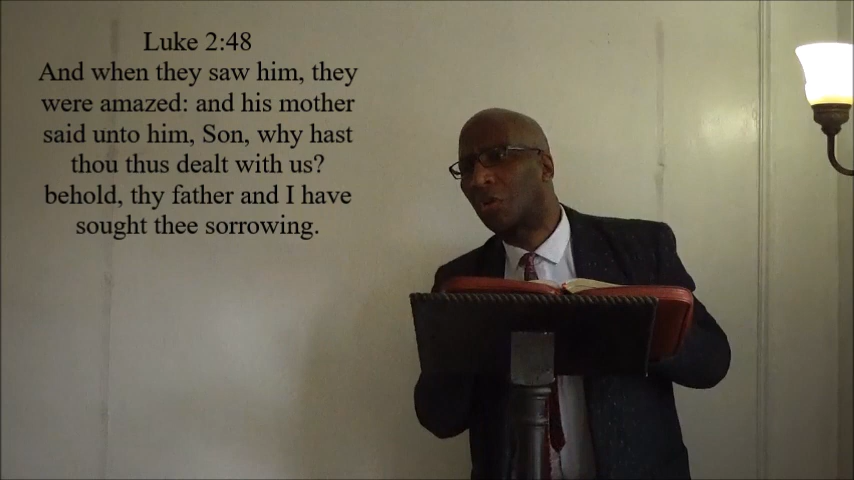 Luke 2:48
And when they saw him, they
were amazed: and his mother
said unto him, Son, why hast
thou thus dealt with us?
behold, thy father and I have
sought thee sorrowing.